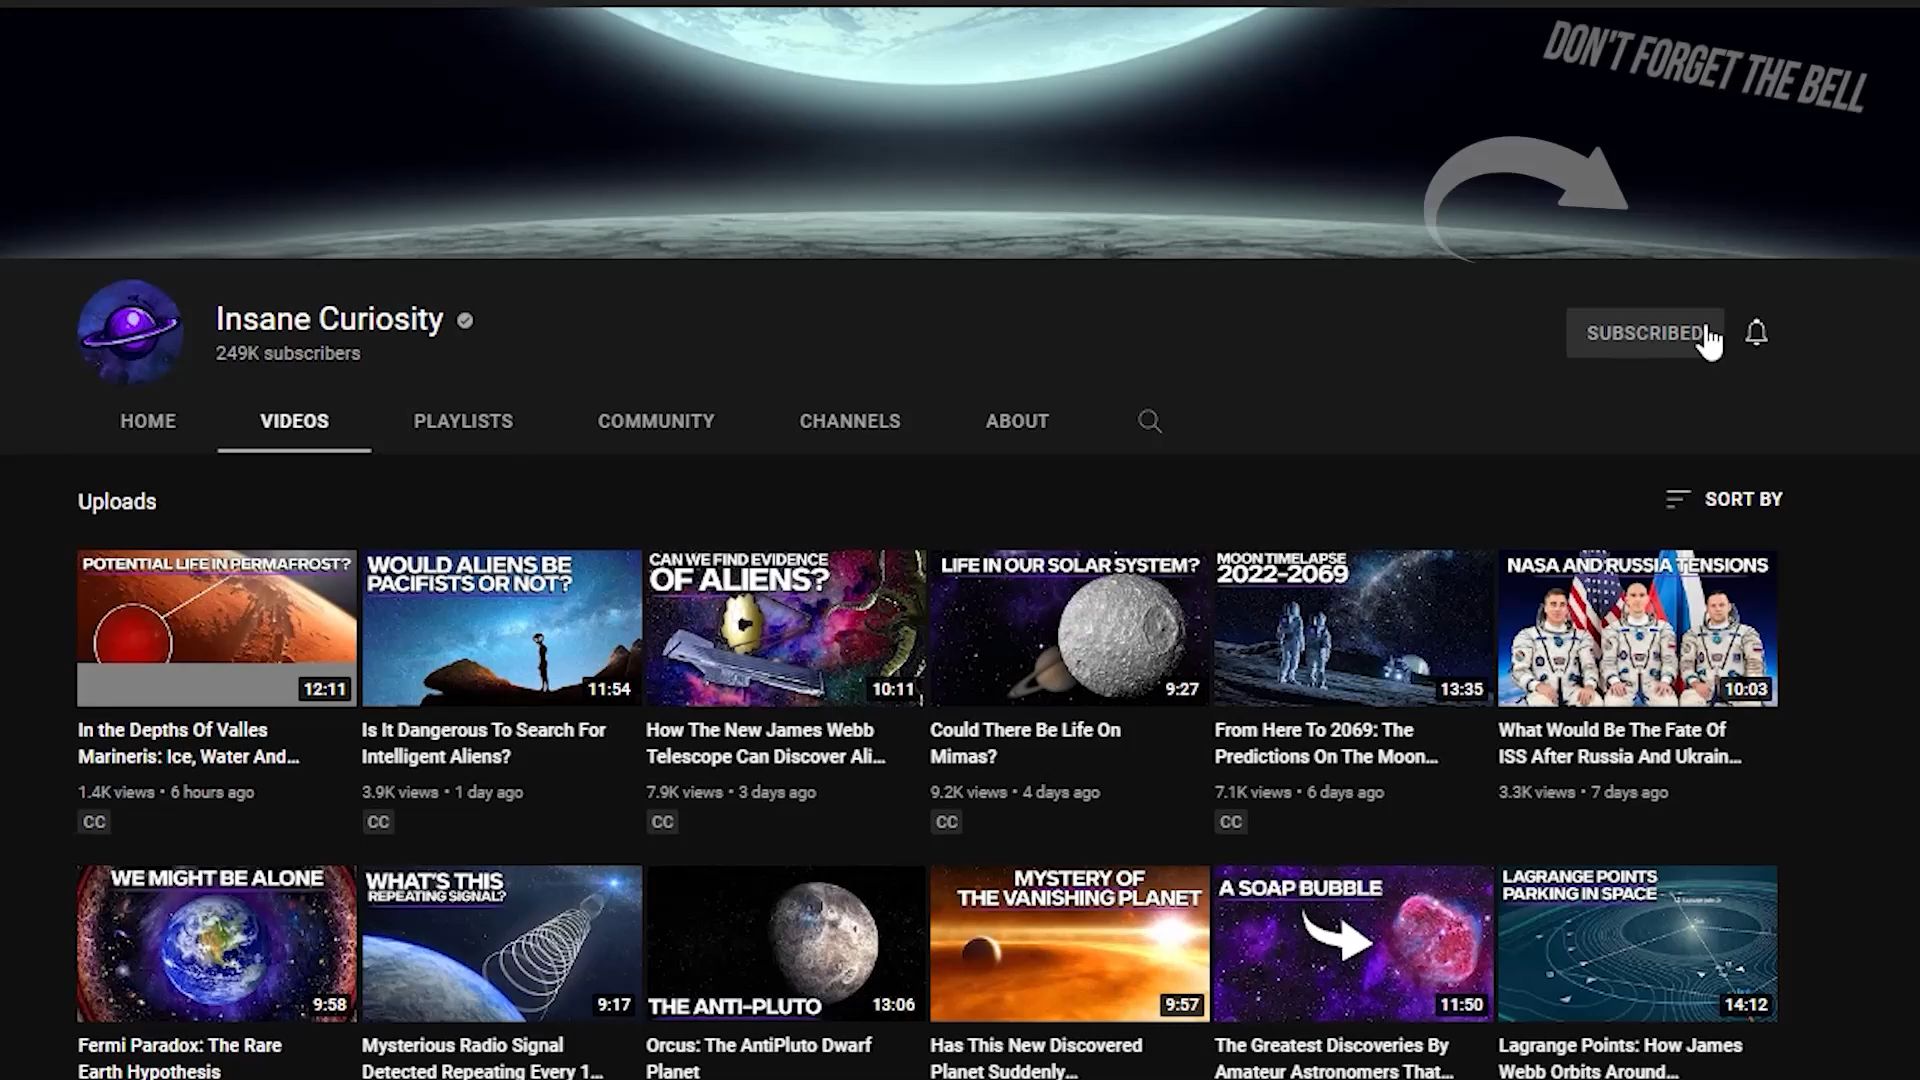 DON'T FORGET THE BELL
Insane Curiosity
249K subscribers
SUBSCRIBED
HOME VIDEOS PLAYLISTS COMMUNITY CHANNELS ABOUT
Uploads
SORT BY
POTENTIAL LIFE IN PERMAFROST?
12:11
In the Depths Of Valles
Marineris: Ice, Water And...
1.4K views • 6 hours ago
CC
WOULD ALIENS BE
PACIFISTS OR NOT?
11:54
Is It Dangerous To Search For
Intelligent Aliens?
3.9K views • 1 day ago
CC
CAN WE FIND EVIDENCE
OF ALIENS?
10:11
How The New James Webb
Telescope Can Discover Ali...
7.9K views • 3 days ago
CC
LIFE IN OUR SOLAR SYSTEM?
9:27
Could There Be Life On
Mimas?
9.2K views • 4 days ago
CC
MOON TIMELAPSE
2022-2069
13:35
From Here To 2069: The
Predictions On The Moon...
7.1K views • 6 days ago
CC
NASA AND RUSSIA TENSIONS
10:03
What Would Be The Fate Of
ISS After Russia And Ukrain...
3.3K views • 7 days ago
WE MIGHT BE ALONE
9:58
Fermi Paradox: The Rare
Earth Hypothesis
WHAT'S THIS
REPEATING SIGNAL?
9:17
Mysterious Radio Signal
Detected Repeating Every 1...
THE ANTI-PLUTO
13:06
Orcus: The AntiPluto Dwarf
Planet
MYSTERY OF
THE VANISHING PLANET
9:57
Has This New Discovered
Planet Suddenly...
A SOAP BUBBLE
11:50
The Greatest Discoveries By
Amateur Astronomers That...
LAGRANGE POINTS
PARKING IN SPACE
14:12
Lagrange Points: How James
Webb Orbits Around...